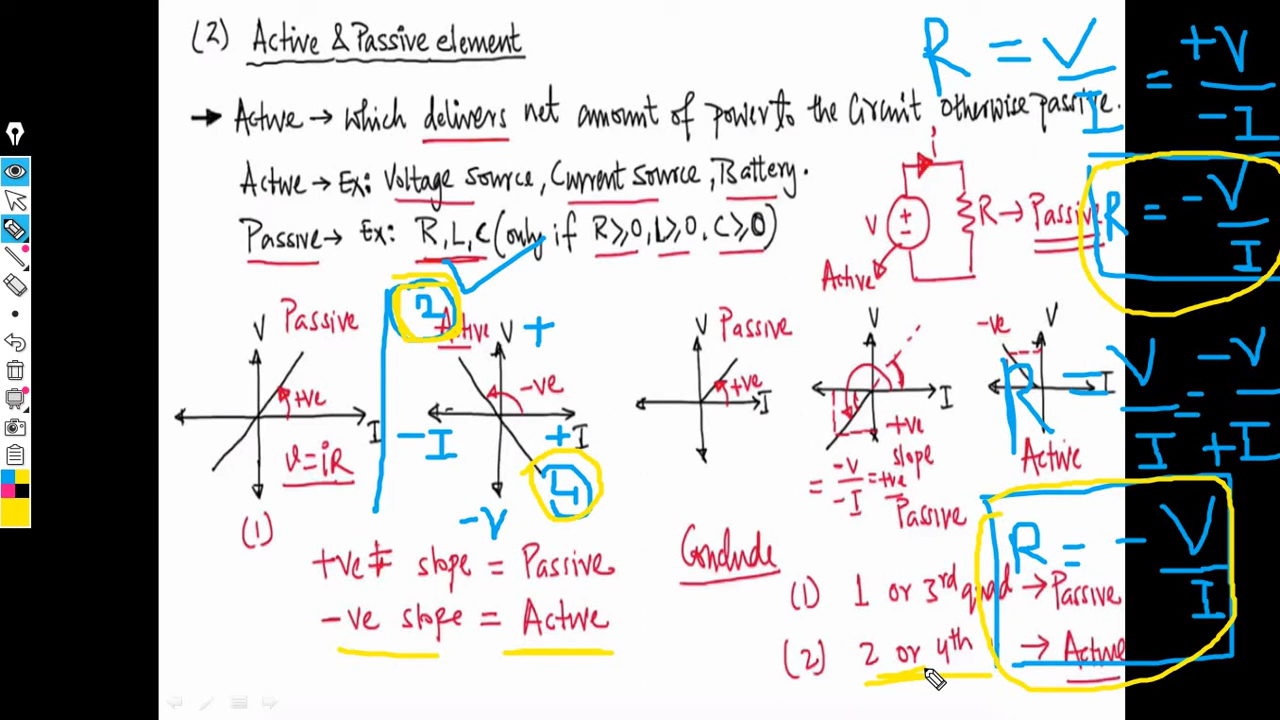 (2) Active & Passive element
R = V/I = +V/-I
→ Active → which delivers net amount of power to the Circuit otherwise passive.
Active → Ex: Voltage source, Current source, Battery.
Passive → Ex: R, L, C (only if R≥0, L≥0, C≥0)
i
V
+
-
R → Passive
Active
R = -V/I
V
Passive
+ve
I
v=iR
(1)
2
Active
V
+
-ve
-I
+
I
4
-V
V
Passive
+ve
I
V
+ve
slope
= -V/-I = +ve
Passive
-ve
V
I
Active
R = V/I = -V/+I
R = -V/I
+ve slope = Passive
-ve slope = Active
Conclude
(1) 1 or 3rd quad → Passive
(2) 2 or 4th → Active